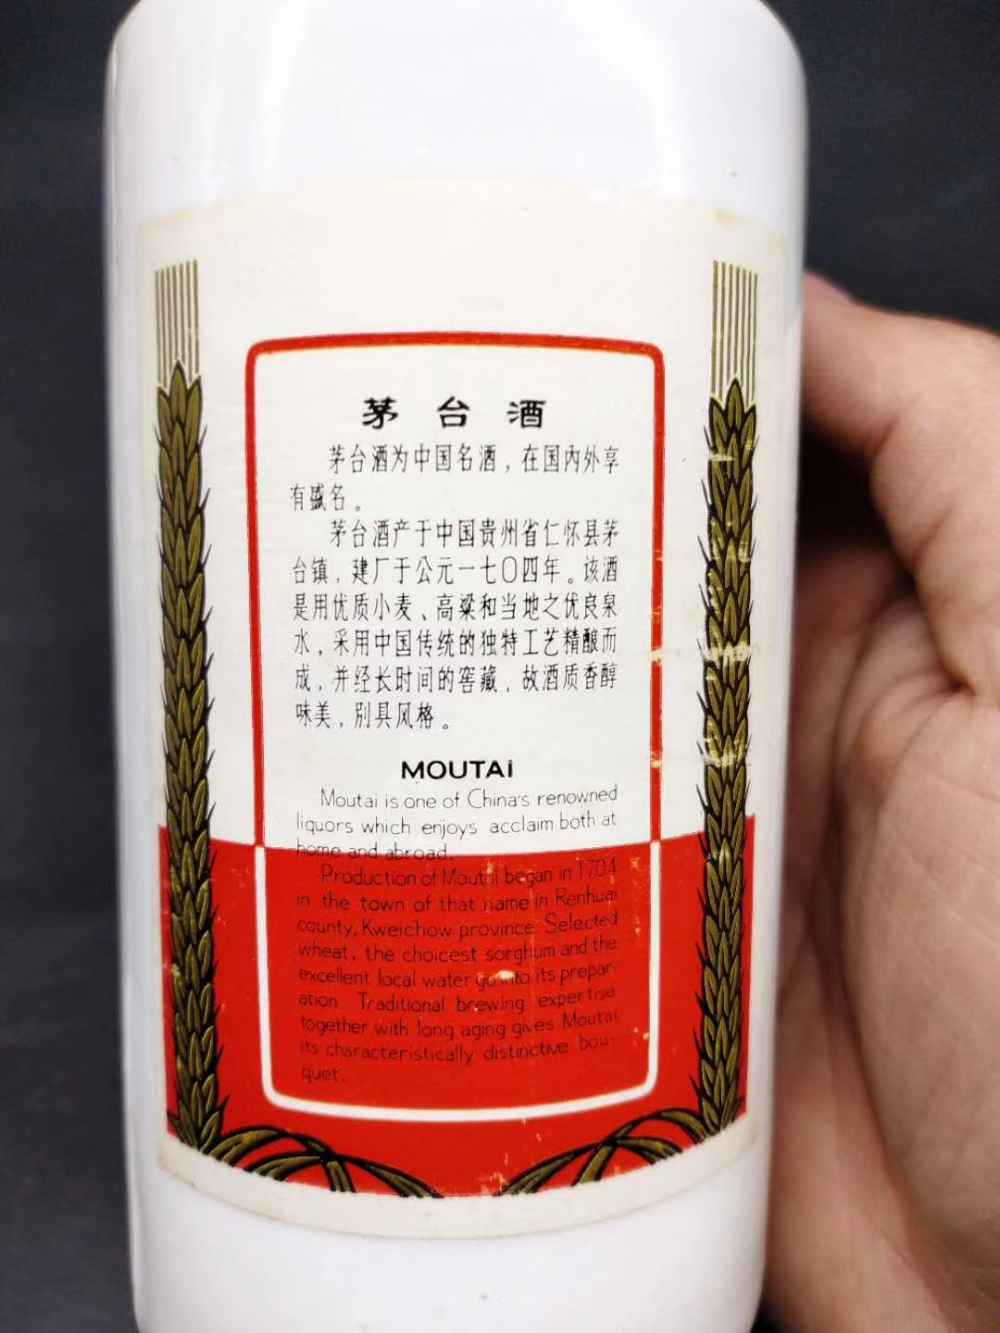 茅台酒
茅台酒为中国名酒，在国内外享
有盛名。
茅台酒产于中国贵州省仁怀县茅
台镇，建厂于公元一七〇四年。该酒
是用优质小麦、高粱和当地之优良泉
水，采用中国传统的独特工艺精酿而
成，并经长时间的窖藏，故酒质香醇
味美，别具风格。
MOUTAI
Moutai is one of China's renowned
liquors which enjoys acclaim both at
home and abroad.
Production of Moutai began in 1704
in the town of that name in Renhuai
county, Kweichow province. Selected
wheat, the choicest sorghum and the
excellent local water go into its prepar-
ation. Traditional brewing expertise
together with long aging gives Moutai
its characteristically distinctive bou-
quet.